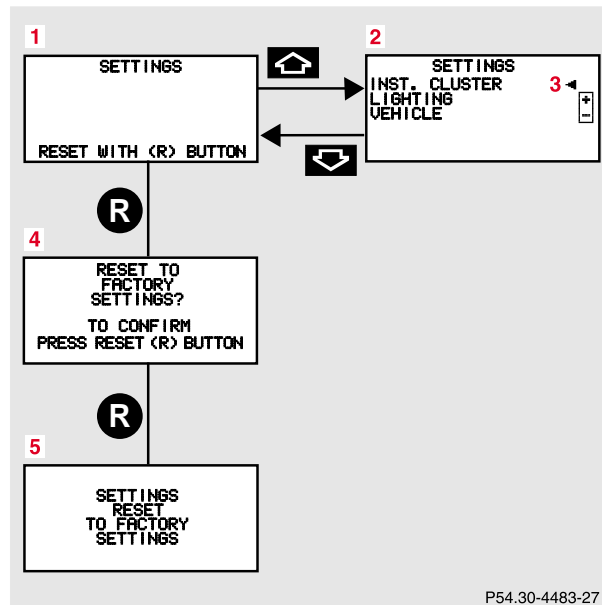 1
SETTINGS
RESET WITH (R) BUTTON
2
SETTINGS
INST. CLUSTER
3
LIGHTING
VEHICLE
+
−
R
4
RESET TO
FACTORY
SETTINGS?
TO CONFIRM
PRESS RESET (R) BUTTON
R
5
SETTINGS
RESET
TO FACTORY
SETTINGS
P54.30-4483-27